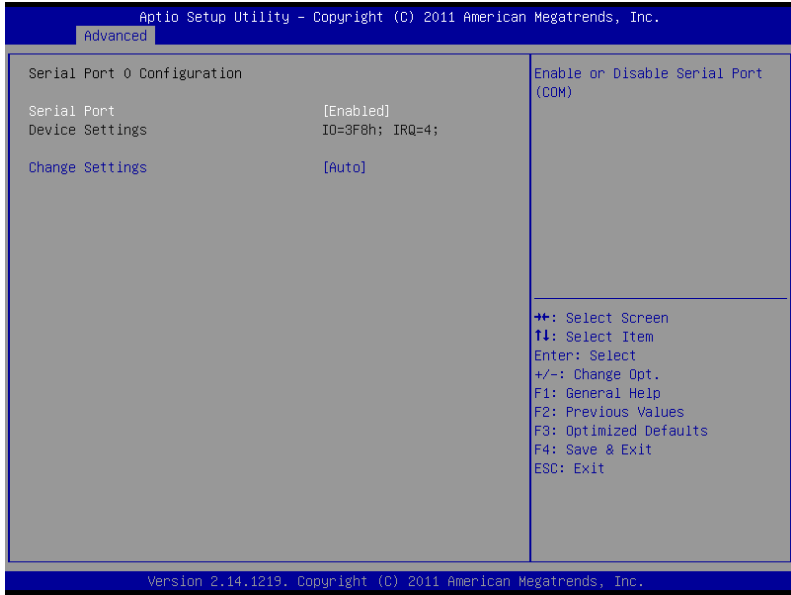 Aptio Setup Utility – Copyright (C) 2011 American Megatrends, Inc.
Advanced
Serial Port 0 Configuration
Serial Port [Enabled]
Device Settings IO=3F8h; IRQ=4;
Change Settings [Auto]
Enable or Disable Serial Port
(COM)
→←: Select Screen
↑↓: Select Item
Enter: Select
+/-: Change Opt.
F1: General Help
F2: Previous Values
F3: Optimized Defaults
F4: Save & Exit
ESC: Exit
Version 2.14.1219. Copyright (C) 2011 American Megatrends, Inc.